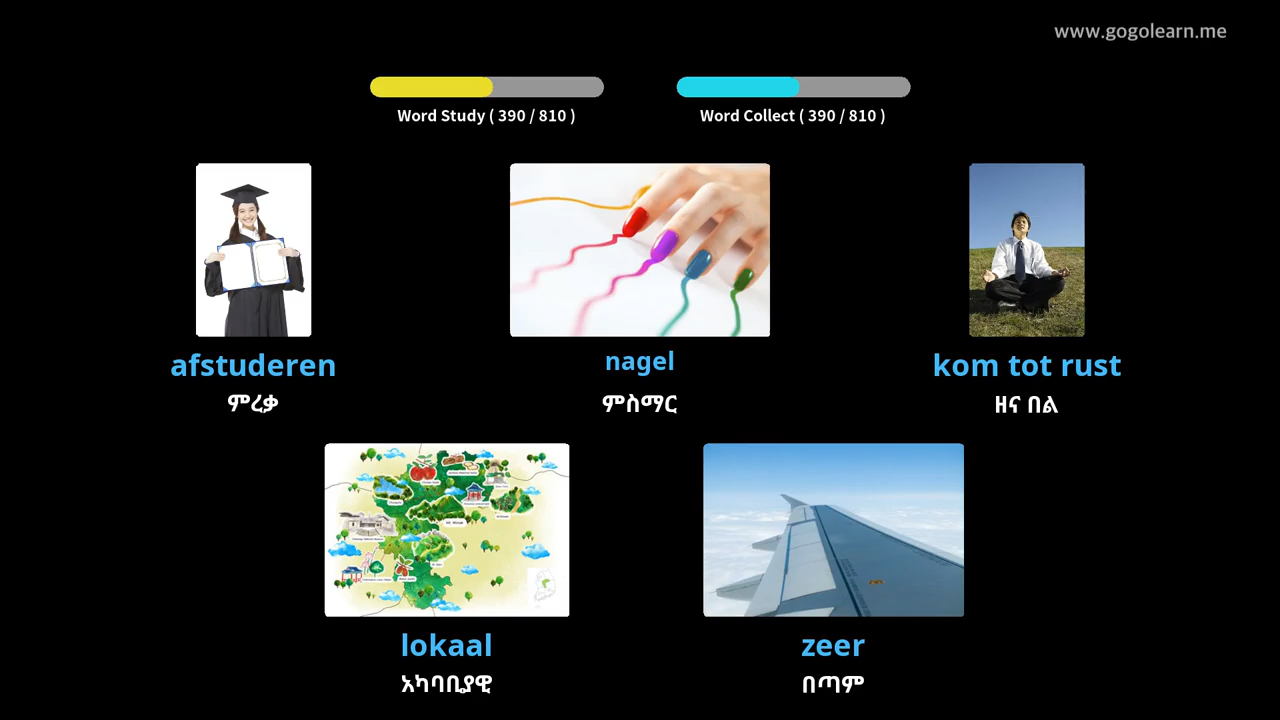 www.gogolearn.me
Word Study ( 390 / 810 )
Word Collect ( 390 / 810 )
afstuderen
ምረቃ
nagel
ምስማር
kom tot rust
ዘና በል
lokaal
አካባቢያዊ
zeer
በጣም